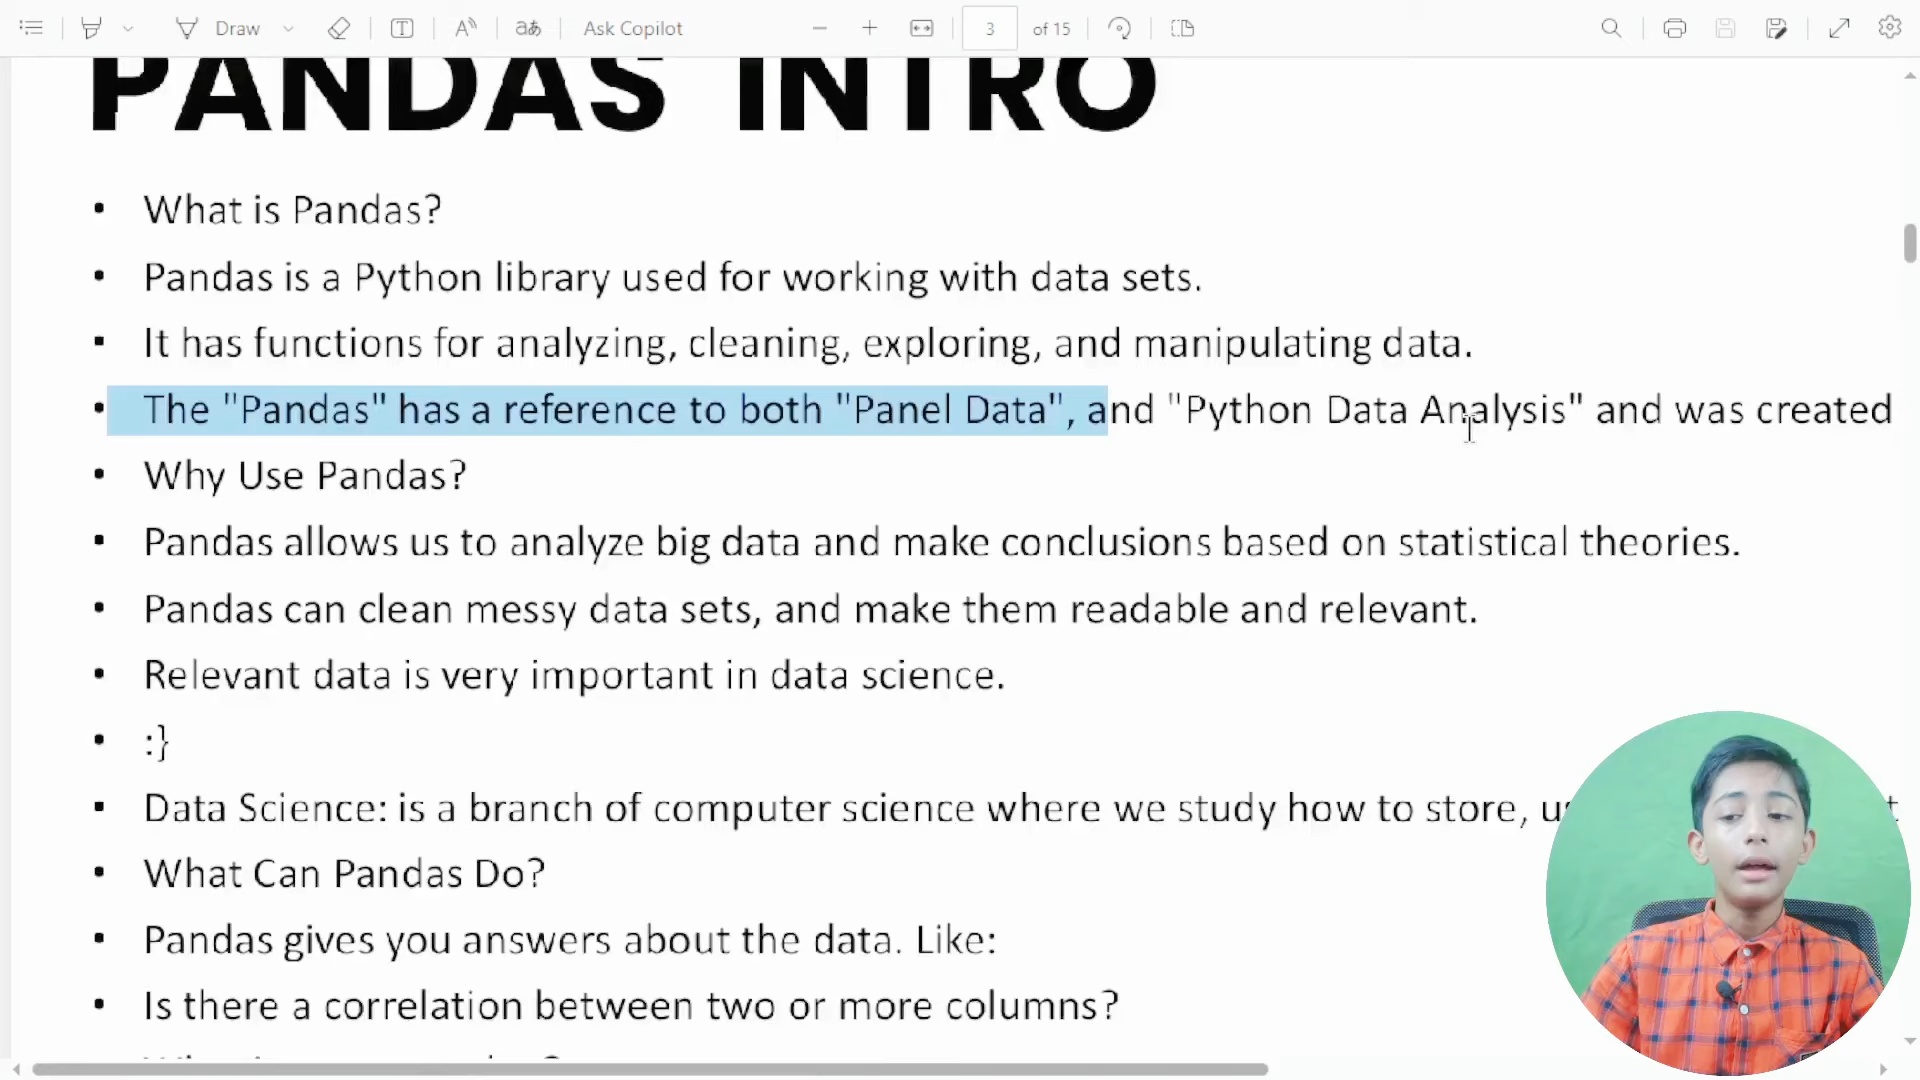 Draw
Ask Copilot
3 of 15
PANDAS INTRO
• What is Pandas?
• Pandas is a Python library used for working with data sets.
• It has functions for analyzing, cleaning, exploring, and manipulating data.
• The "Pandas" has a reference to both "Panel Data", and "Python Data Analysis" and was created
• Why Use Pandas?
• Pandas allows us to analyze big data and make conclusions based on statistical theories.
• Pandas can clean messy data sets, and make them readable and relevant.
• Relevant data is very important in data science.
• :}
• Data Science: is a branch of computer science where we study how to store,
• What Can Pandas Do?
• Pandas gives you answers about the data. Like:
• Is there a correlation between two or more columns?